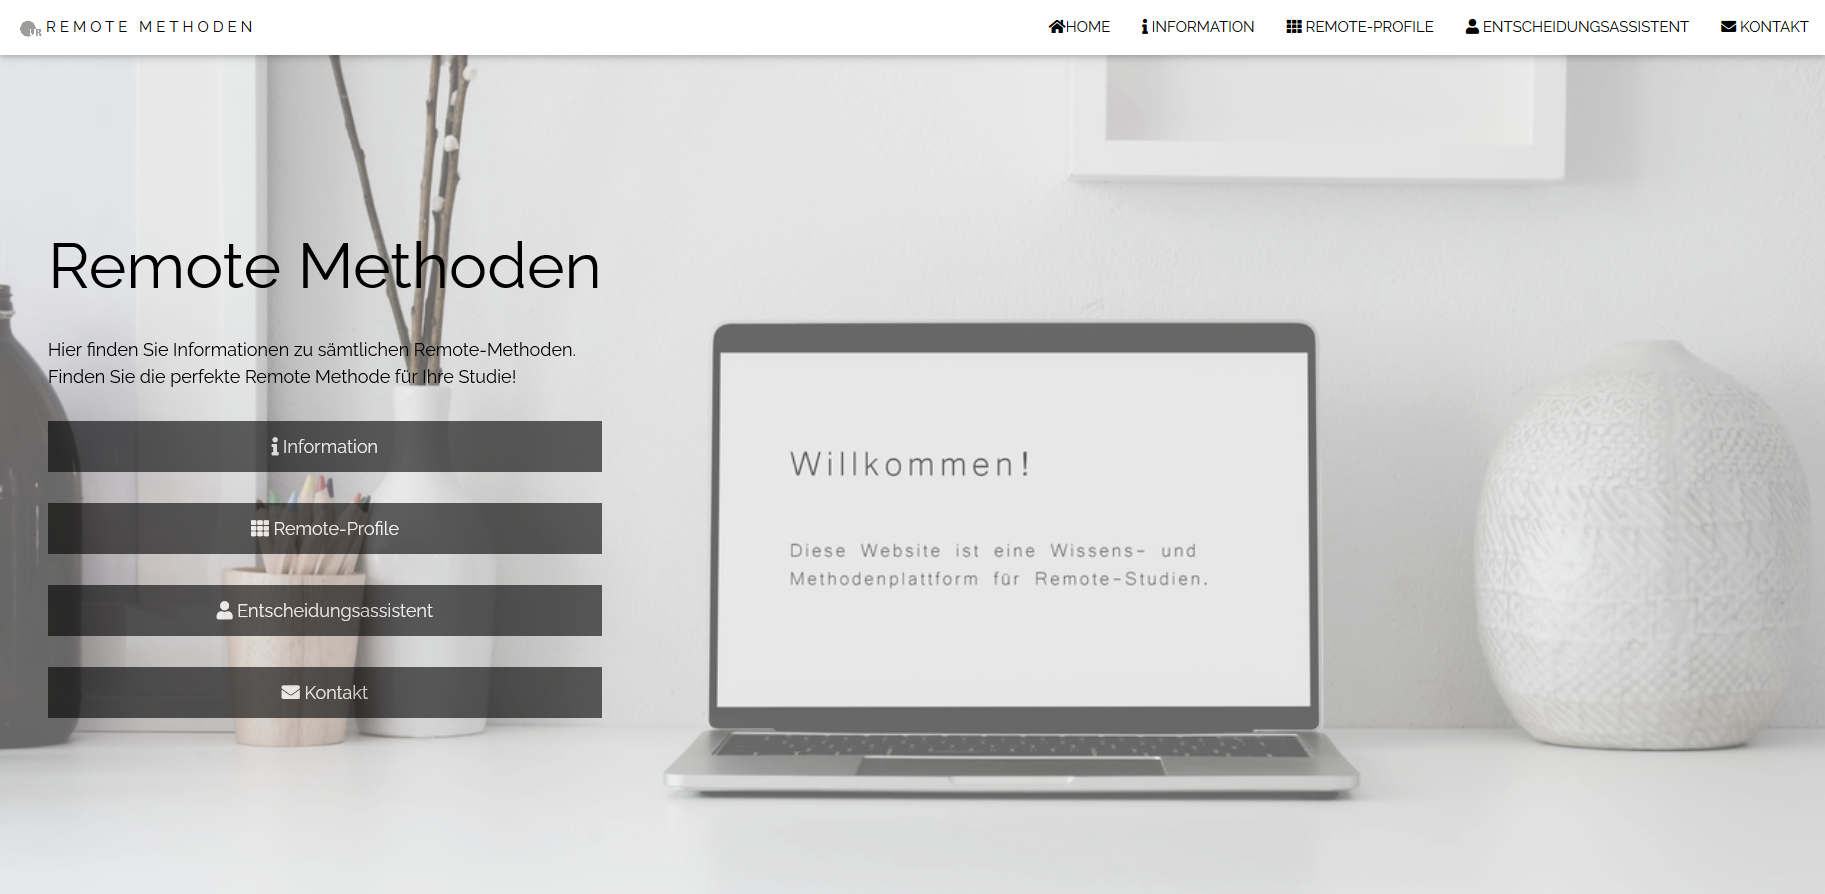 REMOTE METHODEN
HOME
INFORMATION
REMOTE-PROFILE
ENTSCHEIDUNGSASSISTENT
KONTAKT
Remote Methoden
Hier finden Sie Informationen zu sämtlichen Remote-Methoden.
Finden Sie die perfekte Remote Methode für Ihre Studie!
Information
Remote-Profile
Entscheidungsassistent
Kontakt
Willkommen!
Diese Website ist eine Wissens- und
Methodenplattform für Remote-Studien.